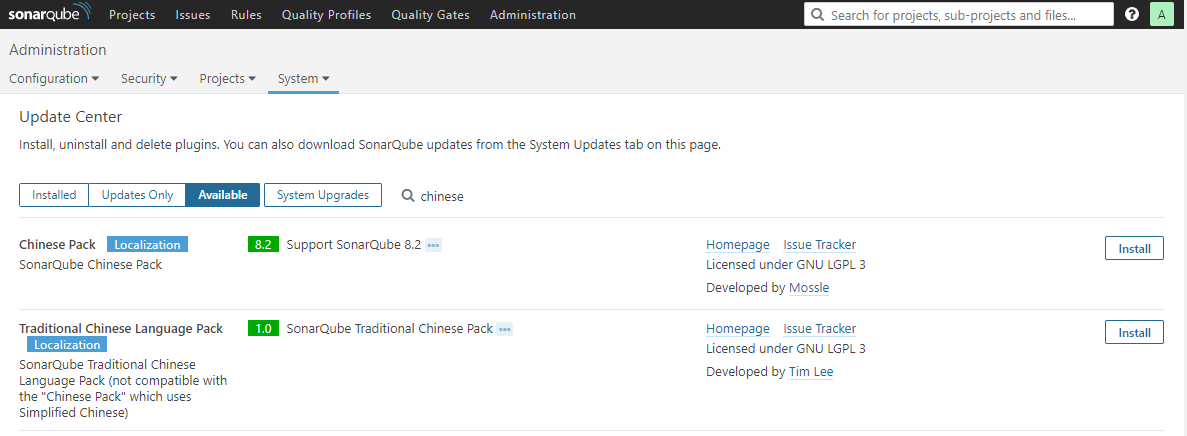 sonarqube Projects Issues Rules Quality Profiles Quality Gates Administration Search for projects, sub-projects and files... ? A
Administration
Configuration Security Projects System
Update Center
Install, uninstall and delete plugins. You can also download SonarQube updates from the System Updates tab on this page.
Installed Updates Only Available System Upgrades chinese
Chinese Pack Localization 8.2 Support SonarQube 8.2 ... Homepage Issue Tracker Install
SonarQube Chinese Pack Licensed under GNU LGPL 3
Developed by Mossle
Traditional Chinese Language Pack 1.0 SonarQube Traditional Chinese Pack ... Homepage Issue Tracker Install
Localization Licensed under GNU LGPL 3
SonarQube Traditional Chinese Developed by Tim Lee
Language Pack (not compatible with
the "Chinese Pack" which uses
Simplified Chinese)